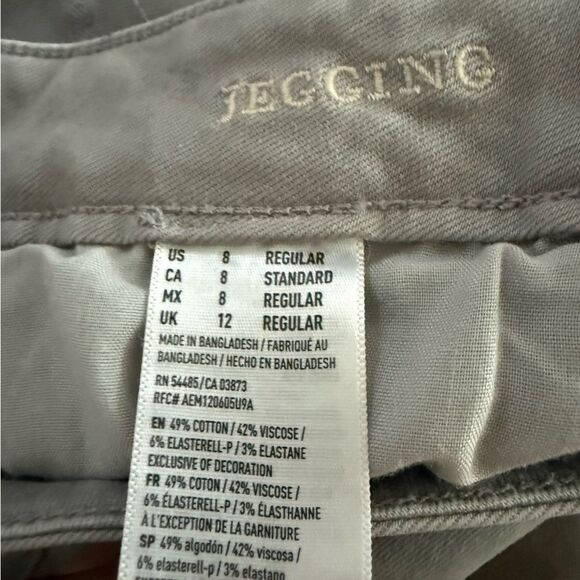 JEGGING
US 8 REGULAR
CA 8 STANDARD
MX 8 REGULAR
UK 12 REGULAR
MADE IN BANGLADESH / FABRIQUÉ AU
BANGLADESH / HECHO EN BANGLADESH
RN 54485/CA 03873
RFC# AEM120605U9A
EN 49% COTTON / 42% VISCOSE /
6% ELASTERELL-P / 3% ELASTANE
EXCLUSIVE OF DECORATION
FR 49% COTON / 42% VISCOSE /
6% ÉLASTERELL-P / 3% ÉLASTHANNE
À L'EXCEPTION DE LA GARNITURE
SP 49% algodón / 42% viscosa /
6% elasterell-p / 3% elastano